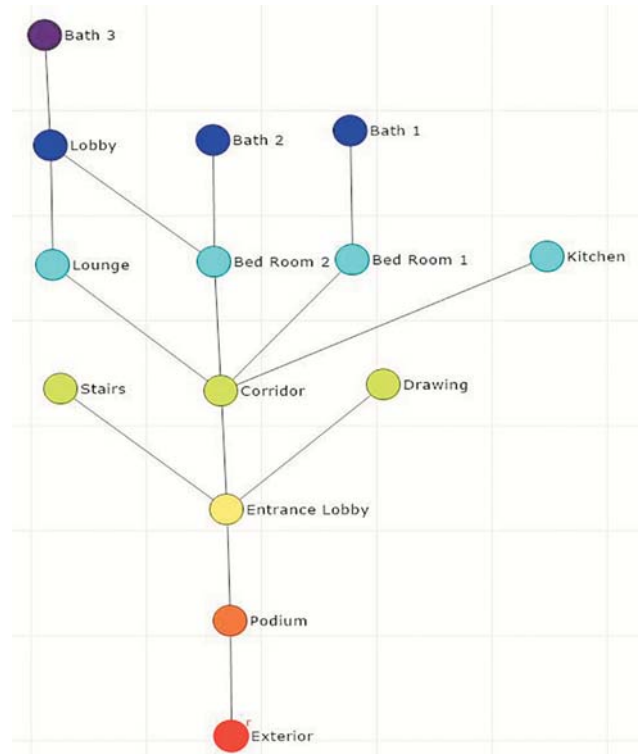 Bath 3
Lobby
Bath 2
Bath 1
Lounge
Bed Room 2
Bed Room 1
Kitchen
Stairs
Corridor
Drawing
Entrance Lobby
Podium
r
Exterior